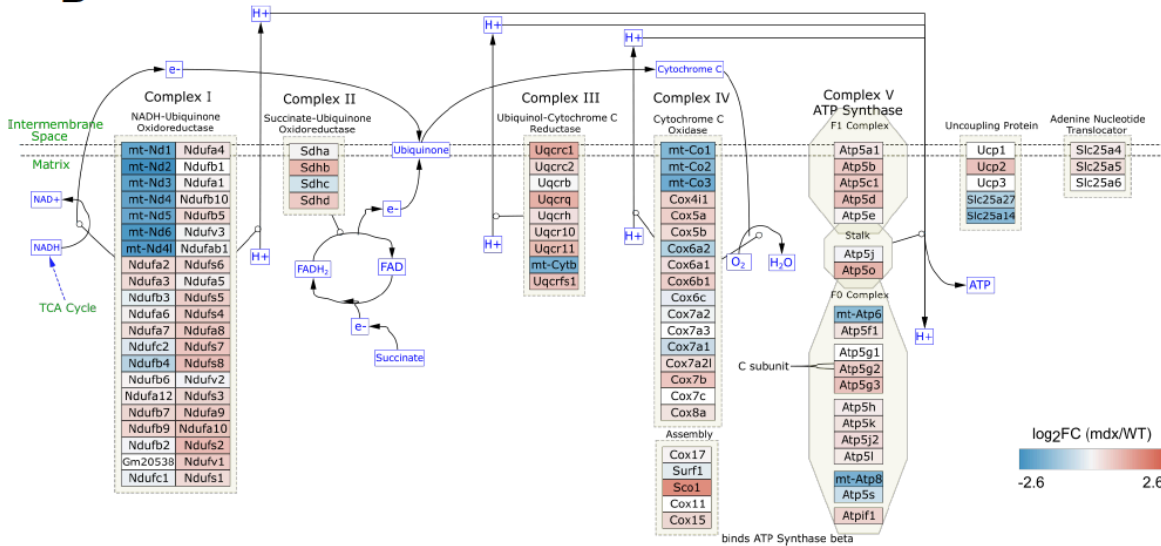 H+
H+
H+
e-
Cytochrome C
Complex I
Complex II
Complex III
Complex IV
Complex V
ATP Synthase
NADH-Ubiquinone
Oxidoreductase
Succinate-Ubiquinone
Oxidoreductase
Ubiquinol-Cytochrome C
Reductase
Cytochrome C
Oxidase
F1 Complex
Uncoupling Protein
Adenine Nucleotide
Translocator
Intermembrane
Space
Matrix
Ubiquinone
NAD+
NADH
TCA Cycle
mt-Nd1 Ndufa4
mt-Nd2 Ndufb1
mt-Nd3 Ndufa1
mt-Nd4 Ndufb10
mt-Nd5 Ndufb5
mt-Nd6 Ndufv3
mt-Nd4l Ndufab1
Ndufa2 Ndufs6
Ndufa3 Ndufa5
Ndufb3 Ndufs5
Ndufa6 Ndufs4
Ndufa7 Ndufa8
Ndufc2 Ndufs7
Ndufb4 Ndufs8
Ndufb6 Ndufv2
Ndufa12 Ndufs3
Ndufb7 Ndufa9
Ndufb9 Ndufa10
Ndufb2 Ndufs2
Gm20538 Ndufv1
Ndufc1 Ndufs1
H+
Sdha
Sdhb
Sdhc
Sdhd
e-
FADH2
FAD
e-
Succinate
Uqcrc1
Uqcrc2
Uqcrb
Uqcrq
Uqcrh
Uqcr10
Uqcr11
mt-Cytb
Uqcrfs1
H+
mt-Co1
mt-Co2
mt-Co3
Cox4i1
Cox5a
Cox5b
Cox6a2
Cox6a1
Cox6b1
Cox6c
Cox7a2
Cox7a3
Cox7a1
Cox7a2l
Cox7b
Cox7c
Cox8a
H+
O2
H2O
Assembly
Cox17
Surf1
Sco1
Cox11
Cox15
Atp5a1
Atp5b
Atp5c1
Atp5d
Atp5e
Stalk
Atp5j
Atp5o
F0 Complex
mt-Atp6
Atp5f1
C subunit
Atp5g1
Atp5g2
Atp5g3
Atp5h
Atp5k
Atp5j2
Atp5l
mt-Atp8
Atp5s
Atpif1
binds ATP Synthase beta
ATP
H+
Ucp1
Ucp2
Ucp3
Slc25a27
Slc25a14
Slc25a4
Slc25a5
Slc25a6
log2FC (mdx/WT)
-2.6 2.6